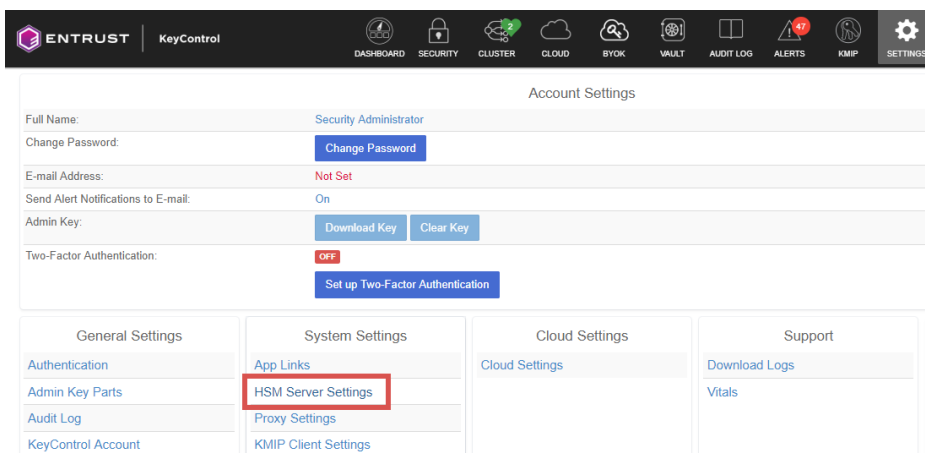 ENTRUST KeyControl
2 47
DASHBOARD SECURITY CLUSTER CLOUD BYOK VAULT AUDIT LOG ALERTS KMIP SETTINGS
Account Settings
Full Name: Security Administrator
Change Password: Change Password
E-mail Address: Not Set
Send Alert Notifications to E-mail: On
Admin Key: Download Key Clear Key
Two-Factor Authentication: OFF
Set up Two-Factor Authentication
General Settings System Settings Cloud Settings Support
Authentication App Links Cloud Settings Download Logs
Admin Key Parts HSM Server Settings Vitals
Audit Log Proxy Settings
KeyControl Account KMIP Client Settings